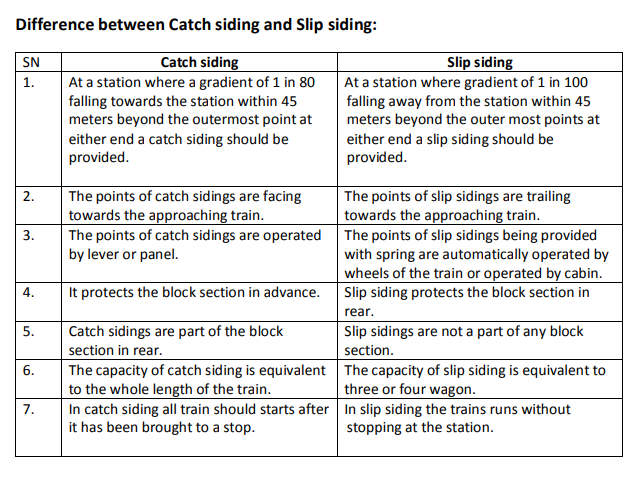 Difference between Catch siding and Slip siding:
SN Catch siding Slip siding
1. At a station where a gradient of 1 in 80
falling towards the station within 45
meters beyond the outermost point at
either end a catch siding should be
provided.
At a station where gradient of 1 in 100
falling away from the station within 45
meters beyond the outer most points at
either end a slip siding should be
provided.
2. The points of catch sidings are facing
towards the approaching train.
The points of slip sidings are trailing
towards the approaching train.
3. The points of catch sidings are operated
by lever or panel.
The points of slip sidings being provided
with spring are automatically operated by
wheels of the train or operated by cabin.
4. It protects the block section in advance.
Slip siding protects the block section in
rear.
5. Catch sidings are part of the block
section in rear.
Slip sidings are not a part of any block
section.
6. The capacity of catch siding is equivalent
to the whole length of the train.
The capacity of slip siding is equivalent to
three or four wagon.
7. In catch siding all train should starts after
it has been brought to a stop.
In slip siding the trains runs without
stopping at the station.